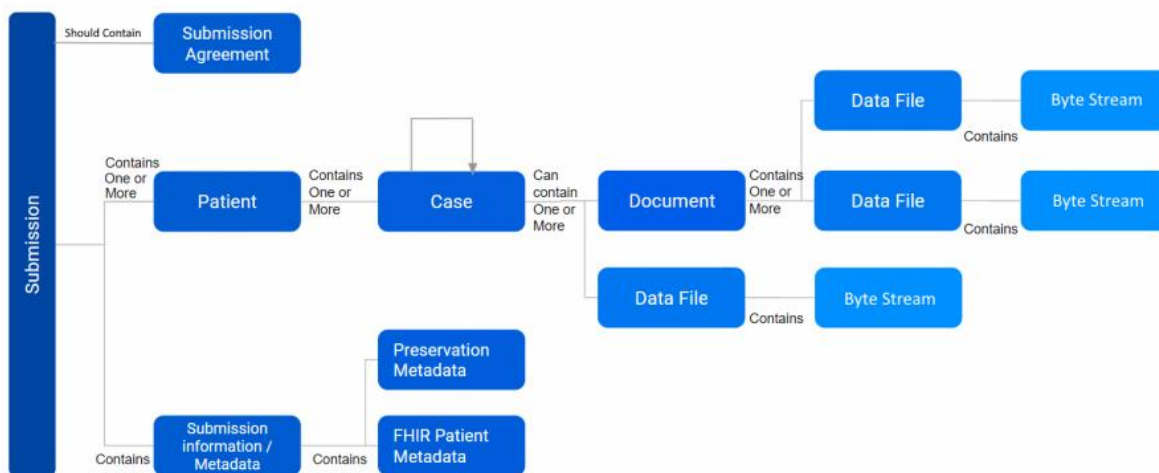 Submission
Should Contain
Submission
Agreement
Contains
One or
More
Patient
Contains
One or
More
Case
Can
contain
One or
More
Document
Contains
One or
More
Data File
Contains
Byte Stream
Data File
Contains
Byte Stream
Data File
Contains
Byte Stream
Contains
Submission
information /
Metadata
Contains
Preservation
Metadata
FHIR Patient
Metadata